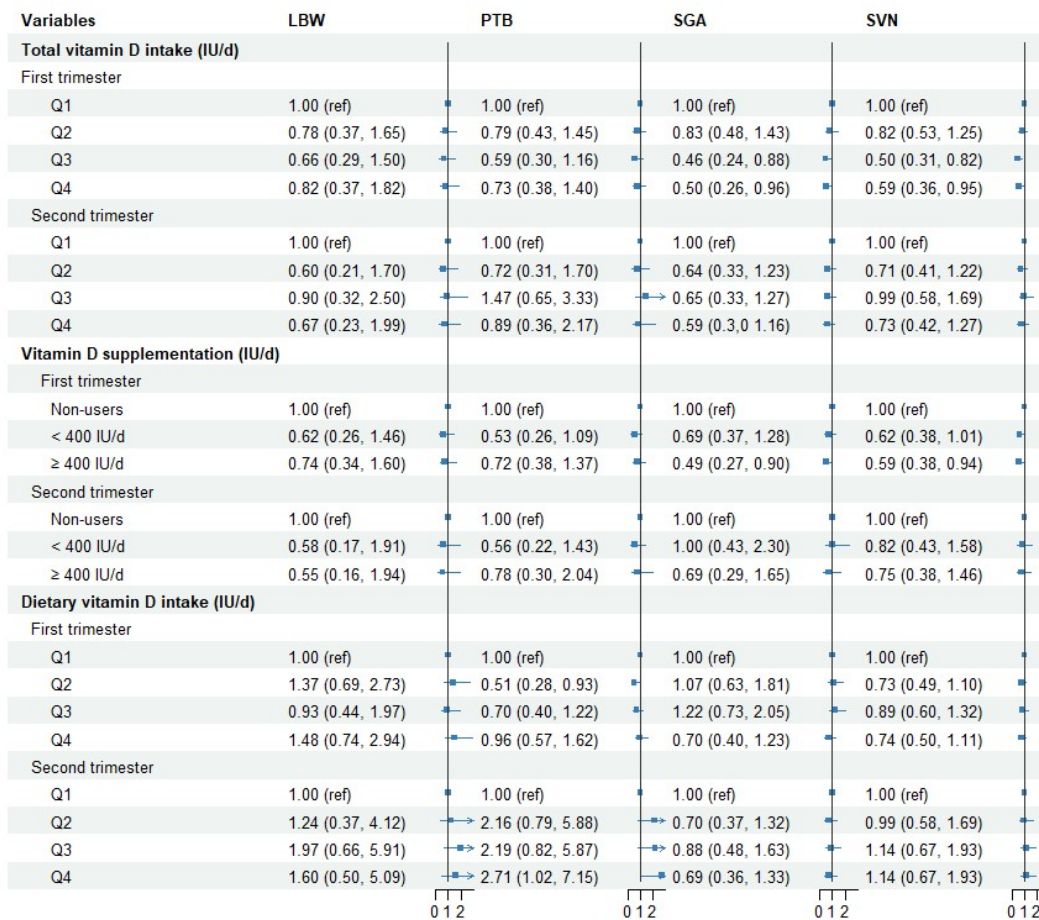 Variables LBW PTB SGA SVN
Total vitamin D intake (IU/d)
First trimester
Q1 1.00 (ref) 1.00 (ref) 1.00 (ref) 1.00 (ref)
Q2 0.78 (0.37, 1.65) 0.79 (0.43, 1.45) 0.83 (0.48, 1.43) 0.82 (0.53, 1.25)
Q3 0.66 (0.29, 1.50) 0.59 (0.30, 1.16) 0.46 (0.24, 0.88) 0.50 (0.31, 0.82)
Q4 0.82 (0.37, 1.82) 0.73 (0.38, 1.40) 0.50 (0.26, 0.96) 0.59 (0.36, 0.95)
Second trimester
Q1 1.00 (ref) 1.00 (ref) 1.00 (ref) 1.00 (ref)
Q2 0.60 (0.21, 1.70) 0.72 (0.31, 1.70) 0.64 (0.33, 1.23) 0.71 (0.41, 1.22)
Q3 0.90 (0.32, 2.50) 1.47 (0.65, 3.33) 0.65 (0.33, 1.27) 0.99 (0.58, 1.69)
Q4 0.67 (0.23, 1.99) 0.89 (0.36, 2.17) 0.59 (0.3,0 1.16) 0.73 (0.42, 1.27)
Vitamin D supplementation (IU/d)
First trimester
Non-users 1.00 (ref) 1.00 (ref) 1.00 (ref) 1.00 (ref)
< 400 IU/d 0.62 (0.26, 1.46) 0.53 (0.26, 1.09) 0.69 (0.37, 1.28) 0.62 (0.38, 1.01)
≥ 400 IU/d 0.74 (0.34, 1.60) 0.72 (0.38, 1.37) 0.49 (0.27, 0.90) 0.59 (0.38, 0.94)
Second trimester
Non-users 1.00 (ref) 1.00 (ref) 1.00 (ref) 1.00 (ref)
< 400 IU/d 0.58 (0.17, 1.91) 0.56 (0.22, 1.43) 1.00 (0.43, 2.30) 0.82 (0.43, 1.58)
≥ 400 IU/d 0.55 (0.16, 1.94) 0.78 (0.30, 2.04) 0.69 (0.29, 1.65) 0.75 (0.38, 1.46)
Dietary vitamin D intake (IU/d)
First trimester
Q1 1.00 (ref) 1.00 (ref) 1.00 (ref) 1.00 (ref)
Q2 1.37 (0.69, 2.73) 0.51 (0.28, 0.93) 1.07 (0.63, 1.81) 0.73 (0.49, 1.10)
Q3 0.93 (0.44, 1.97) 0.70 (0.40, 1.22) 1.22 (0.73, 2.05) 0.89 (0.60, 1.32)
Q4 1.48 (0.74, 2.94) 0.96 (0.57, 1.62) 0.70 (0.40, 1.23) 0.74 (0.50, 1.11)
Second trimester
Q1 1.00 (ref) 1.00 (ref) 1.00 (ref) 1.00 (ref)
Q2 1.24 (0.37, 4.12) 2.16 (0.79, 5.88) 0.70 (0.37, 1.32) 0.99 (0.58, 1.69)
Q3 1.97 (0.66, 5.91) 2.19 (0.82, 5.87) 0.88 (0.48, 1.63) 1.14 (0.67, 1.93)
Q4 1.60 (0.50, 5.09) 2.71 (1.02, 7.15) 0.69 (0.36, 1.33) 1.14 (0.67, 1.93)
0 1 2 0 1 2 0 1 2 0 1 2